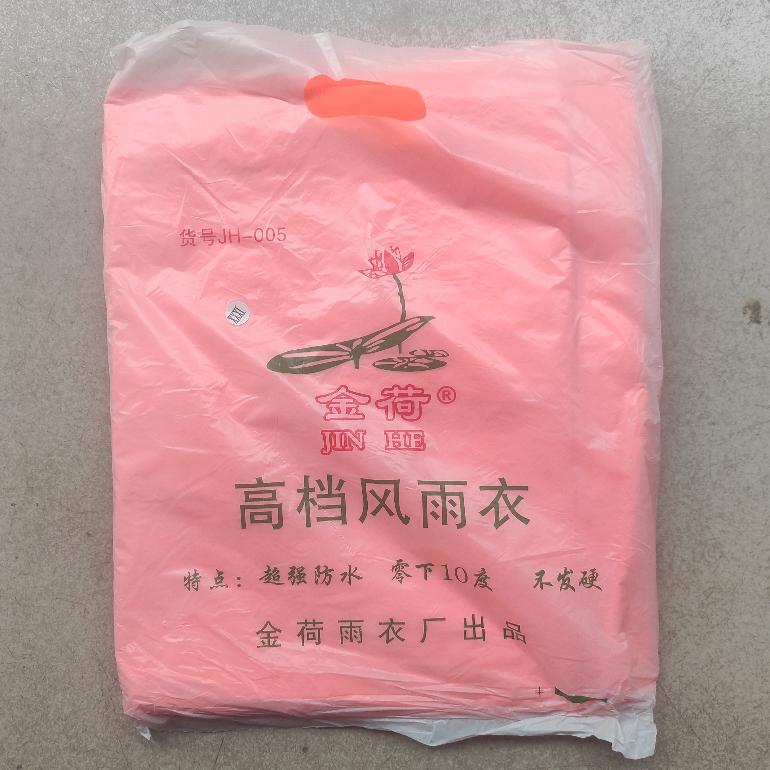 货号JH-005
XXXL
金荷®
JIN HE
高档风雨衣
特点：超强防水 零下10度 不发硬
金荷雨衣厂出品